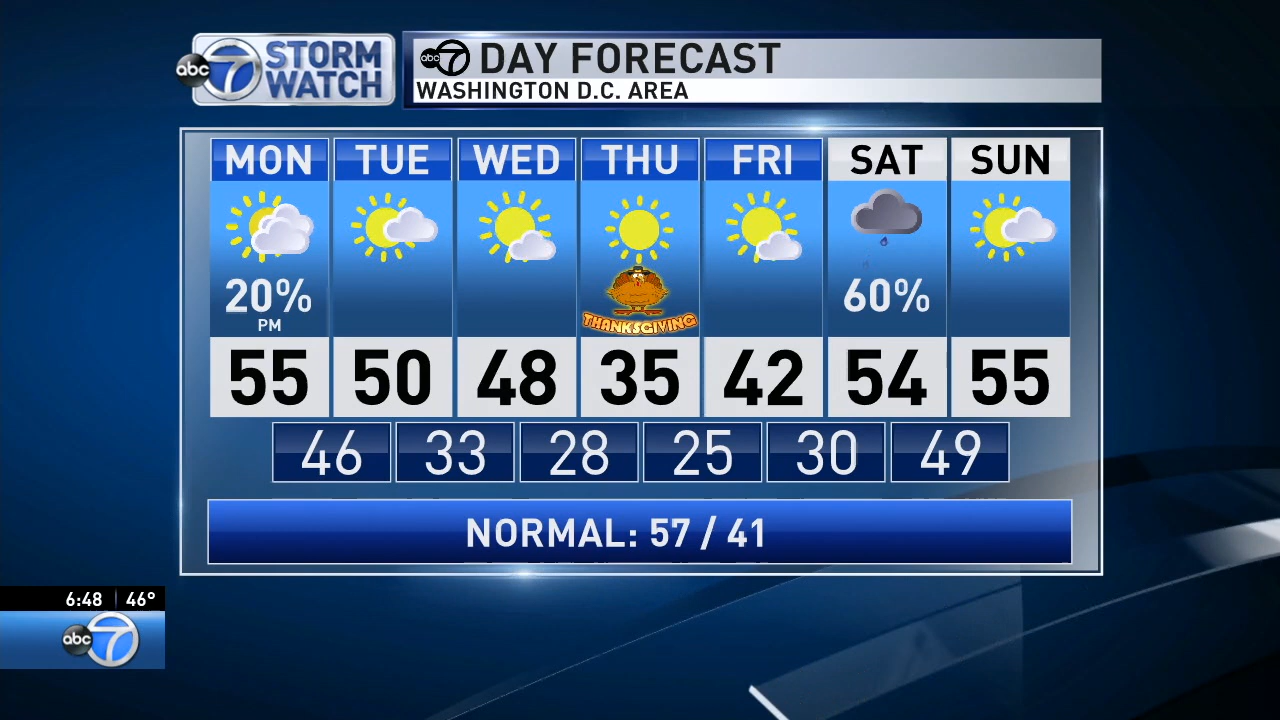 abc 7 STORM WATCH
abc 7 DAY FORECAST
WASHINGTON D.C. AREA
MON TUE WED THU FRI SAT SUN
20% 60%
PM
THANKSGIVING
55 50 48 35 42 54 55
46 33 28 25 30 49
NORMAL: 57 / 41
6:48 46°
abc 7